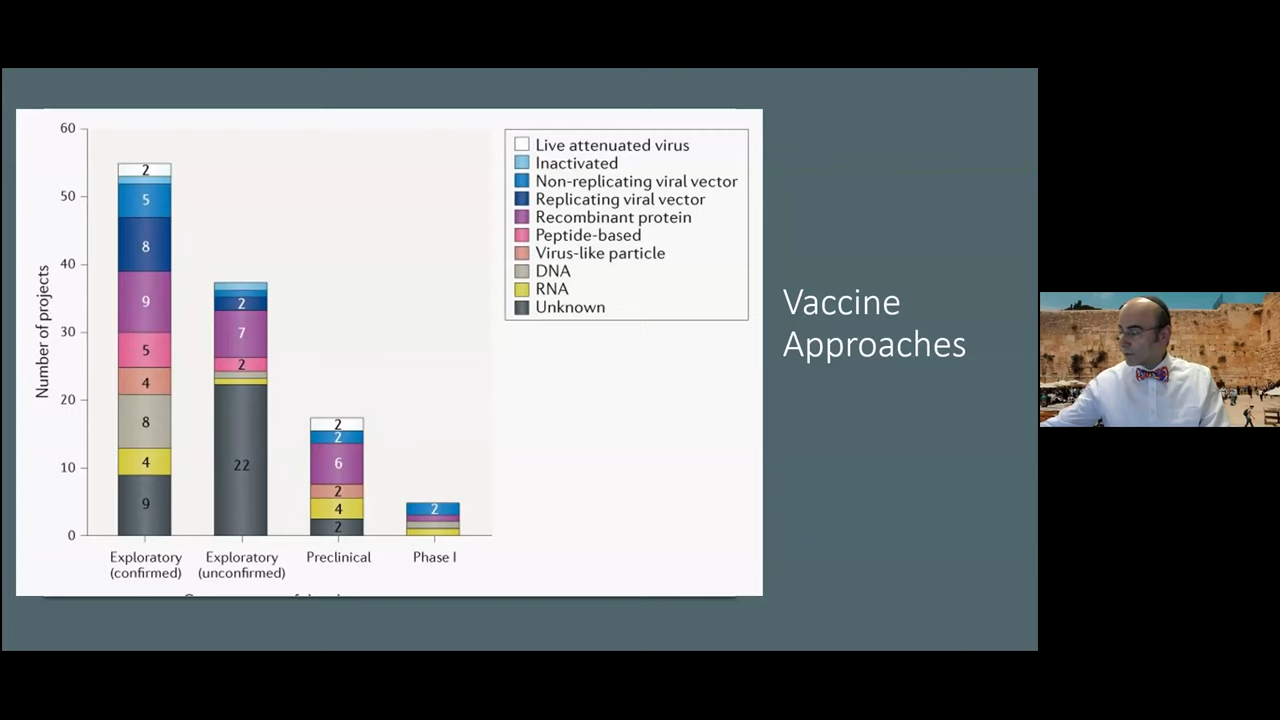 60
50
40
30
20
10
0
Number of projects
2
5
8
9
5
4
8
4
9
2
7
2
22
2
2
6
2
4
2
2
Exploratory
(confirmed)
Exploratory
(unconfirmed)
Preclinical
Phase I
Live attenuated virus
Inactivated
Non-replicating viral vector
Replicating viral vector
Recombinant protein
Peptide-based
Virus-like particle
DNA
RNA
Unknown
Vaccine
Approaches